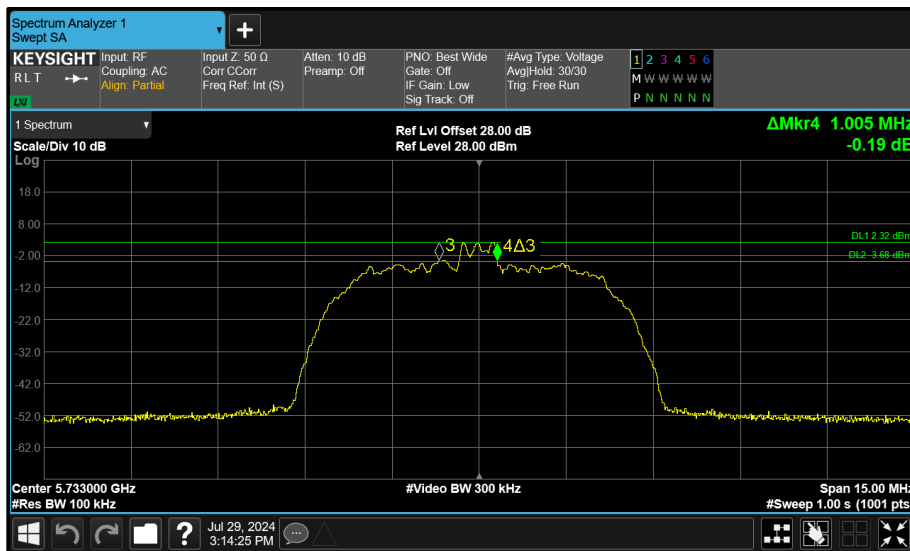 Spectrum Analyzer 1
Swept SA
+
KEYSIGHT
RLT
LXI
Input: RF
Coupling: AC
Align: Partial
Input Z: 50 Ω
Corr CCorr
Freq Ref: Int (S)
Atten: 10 dB
Preamp: Off
PNO: Best Wide
Gate: Off
IF Gain: Low
Sig Track: Off
#Avg Type: Voltage
Avg|Hold: 30/30
Trig: Free Run
1 2 3 4 5 6
M W W W W W
P N N N N N
1 Spectrum
Scale/Div 10 dB
Ref Lvl Offset 28.00 dB
Ref Level 28.00 dBm
ΔMkr4 1.005 MHz
-0.19 dB
Log
18.0
8.00
-2.00
-12.0
-22.0
-32.0
-42.0
-52.0
-62.0
3
4Δ3
DL1 2.32 dBm
DL2 -3.68 dBm
Center 5.733000 GHz
#Res BW 100 kHz
#Video BW 300 kHz
Span 15.00 MHz
#Sweep 1.00 s (1001 pts)
?
Jul 29, 2024
3:14:25 PM